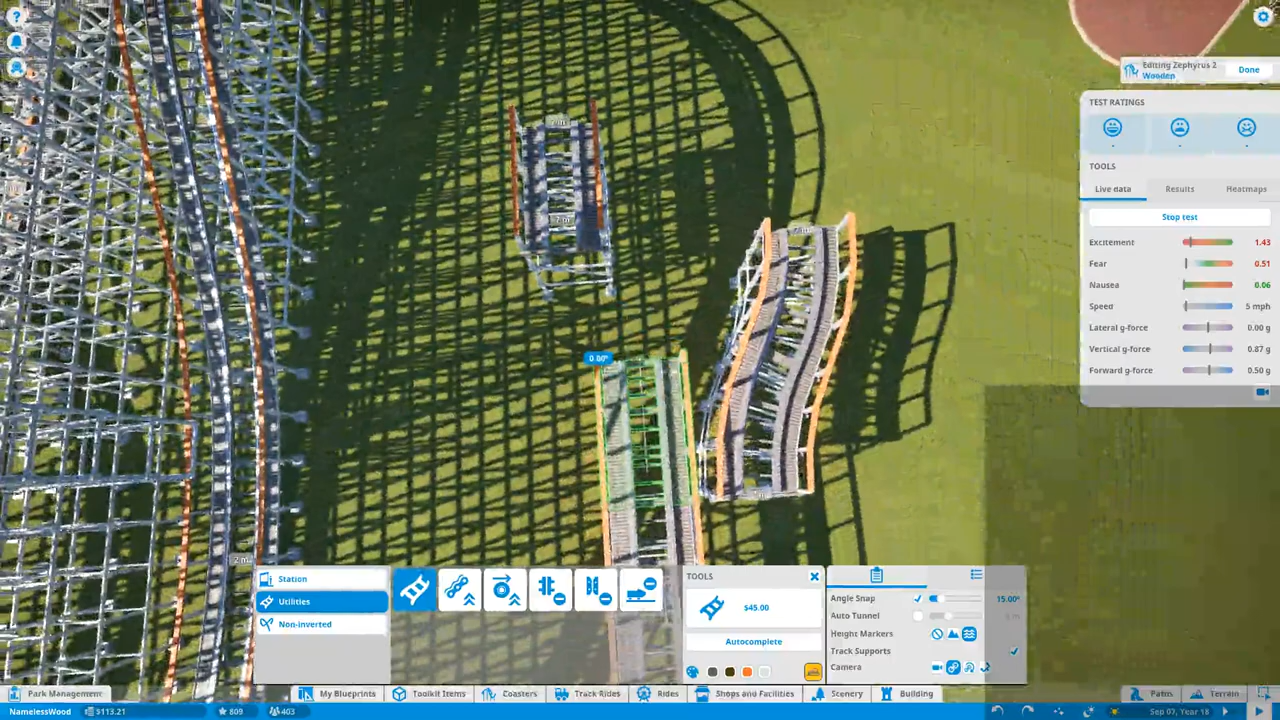 Editing Zephyrus 2
Wooden
Done
TEST RATINGS
TOOLS
Live data
Results
Heatmaps
Stop test
Excitement
1.43
Fear
0.51
Nausea
0.06
Speed
5 mph
Lateral g-force
0.00 g
Vertical g-force
0.87 g
Forward g-force
0.50 g
0.00°
2 m
2 m
Station
Utilities
Non-inverted
TOOLS
$45.00
Autocomplete
Angle Snap
15.00°
Auto Tunnel
Height Markers
Track Supports
Camera
Park Management
My Blueprints
Toolkit Items
Coasters
Track Rides
Rides
Shops and Facilities
Scenery
Building
Paths
Terrain
NamelessWood
$113.21
809
403
Sep 07, Year 18